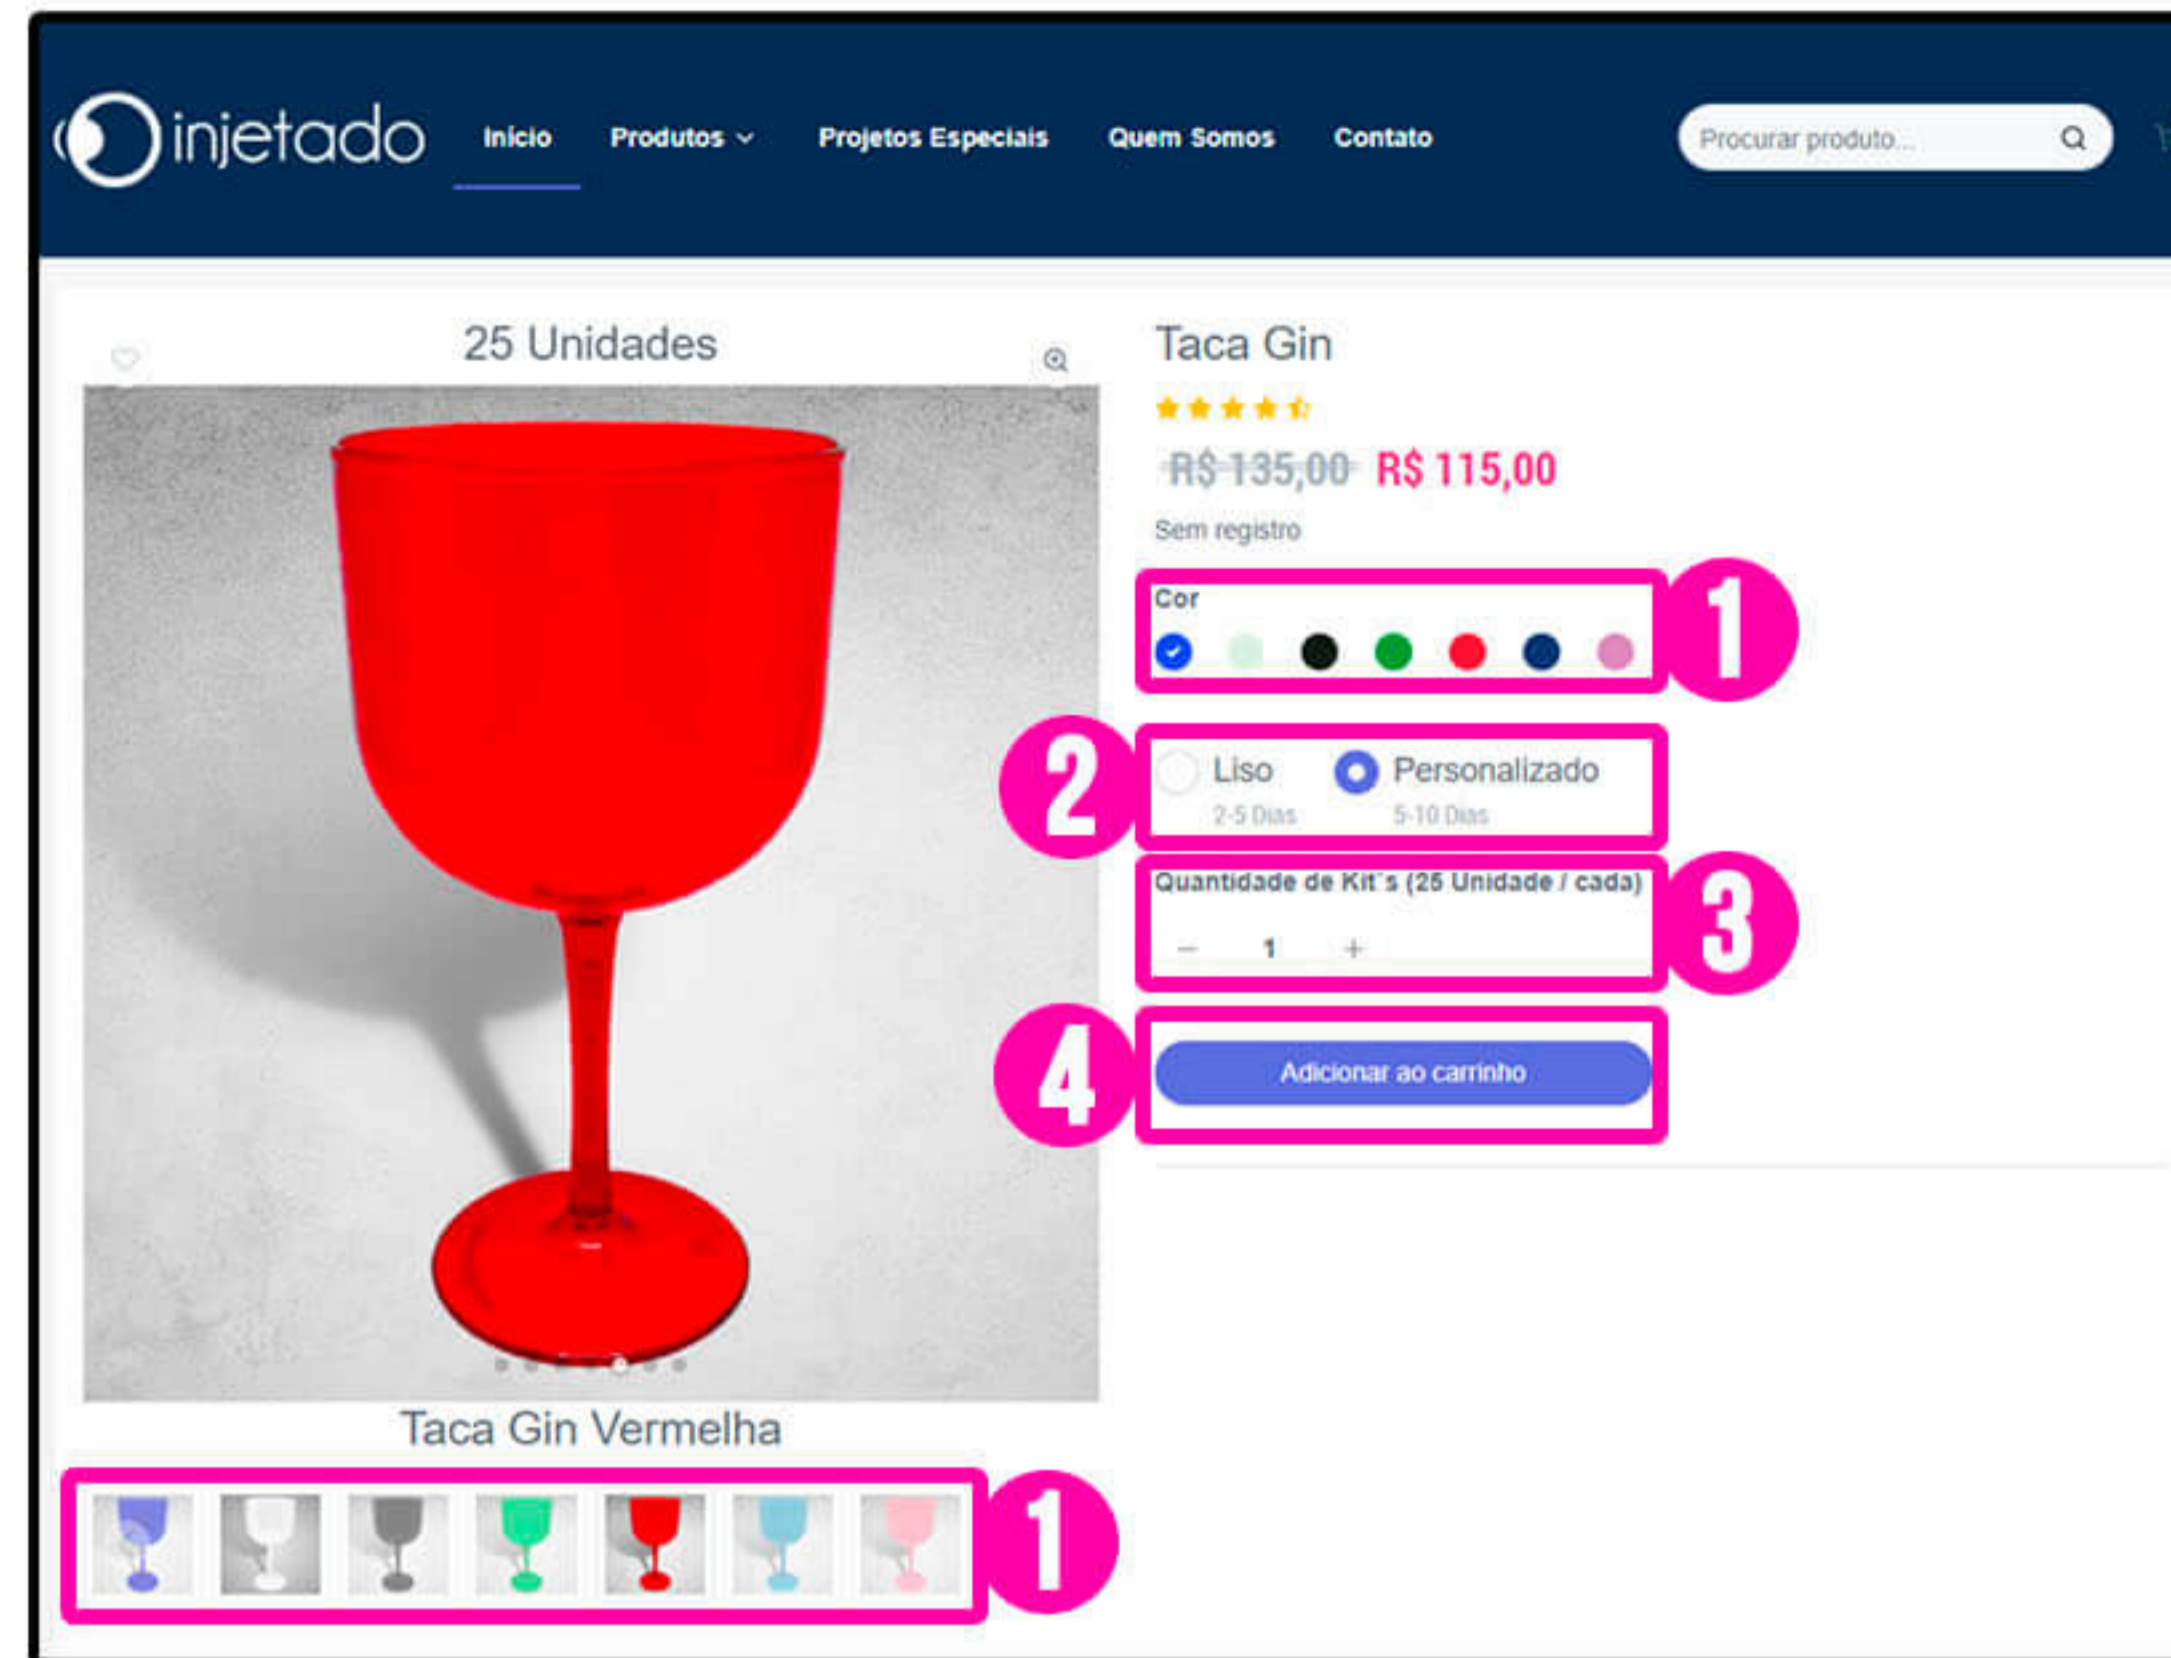 injetado
Início Produtos Projetos Especiais Quem Somos Contato
Procurar produto...
25 Unidades
Taca Gin
R$ 135,00 R$ 115,00
Sem registro
Cor
1
2
Liso Personalizado
2-5 Dias 5-10 Dias
Quantidade de Kit´s (25 Unidade / cada)
- 1 +
3
4
Adicionar ao carrinho
Taca Gin Vermelha
1